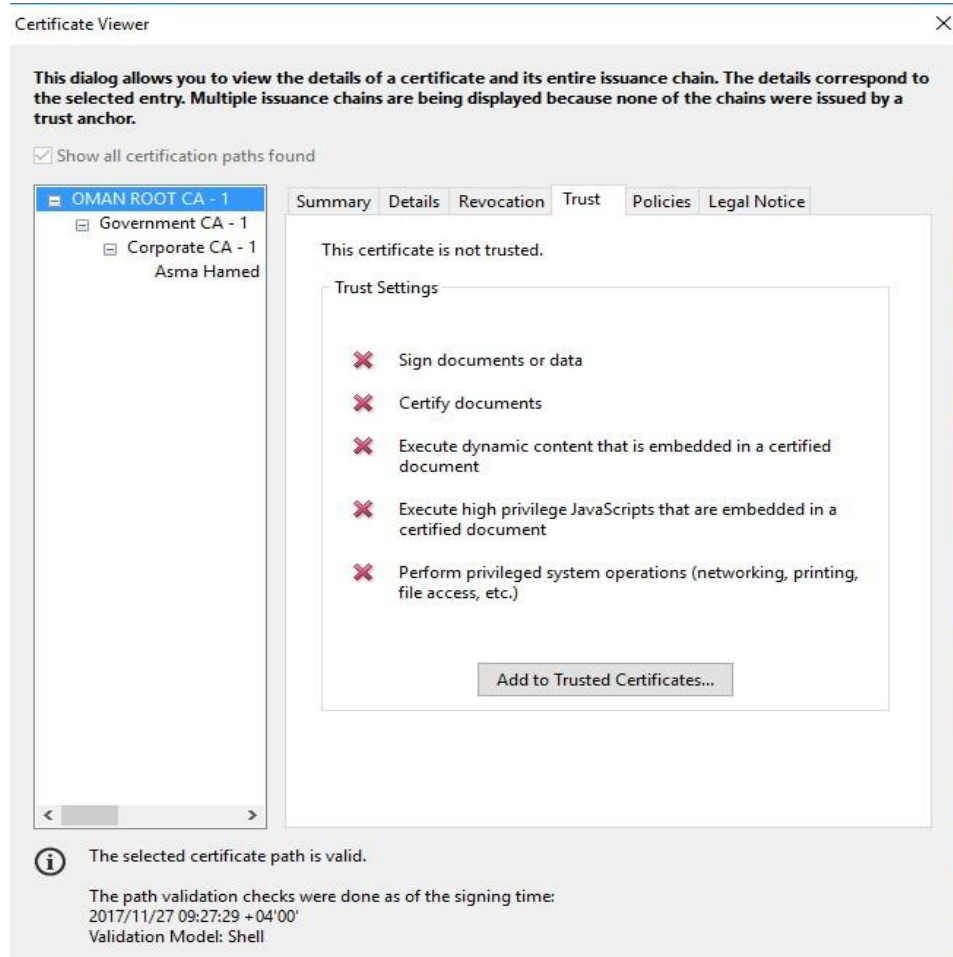 Certificate Viewer
This dialog allows you to view the details of a certificate and its entire issuance chain. The details correspond to
the selected entry. Multiple issuance chains are being displayed because none of the chains were issued by a
trust anchor.
Show all certification paths found
OMAN ROOT CA - 1
Government CA - 1
Corporate CA - 1
Asma Hamed
Summary Details Revocation Trust Policies Legal Notice
This certificate is not trusted.
Trust Settings
Sign documents or data
Certify documents
Execute dynamic content that is embedded in a certified
document
Execute high privilege JavaScripts that are embedded in a
certified document
Perform privileged system operations (networking, printing,
file access, etc.)
Add to Trusted Certificates...
The selected certificate path is valid.
The path validation checks were done as of the signing time:
2017/11/27 09:27:29 +04'00'
Validation Model: Shell